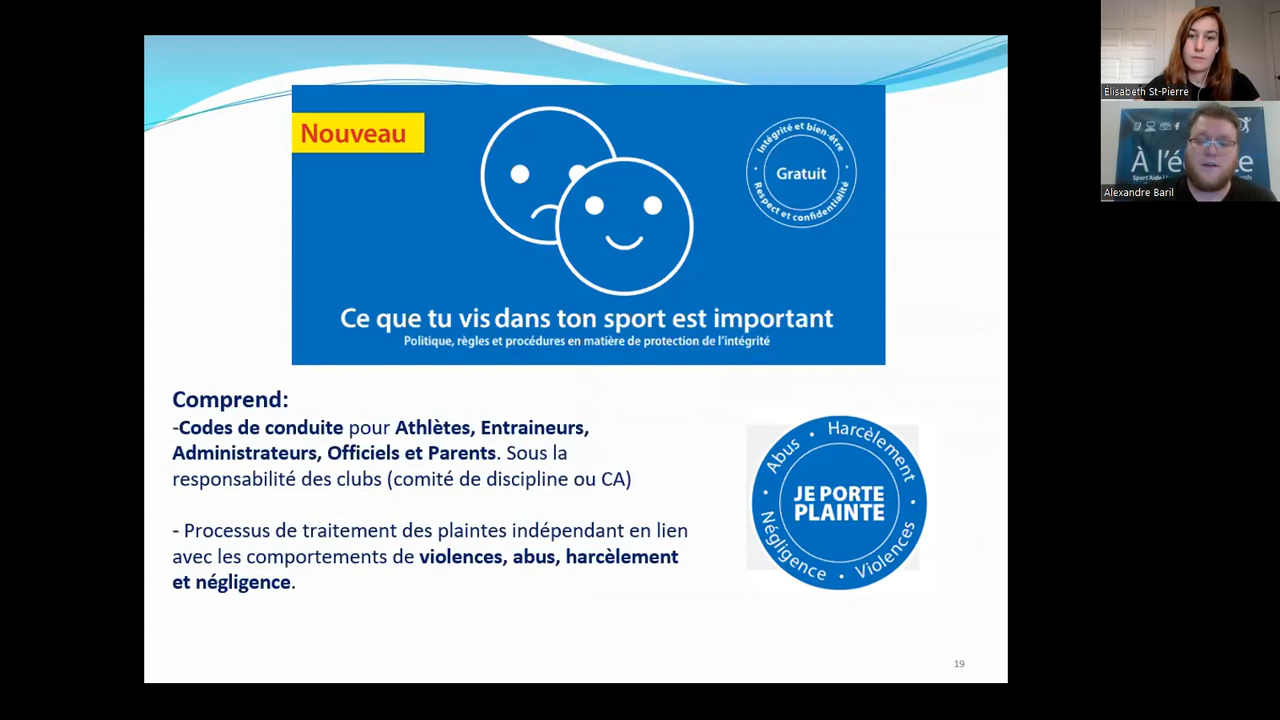 Nouveau
Intégrité et bien-être
Gratuit
Respect et confidentialité
Ce que tu vis dans ton sport est important
Politique, règles et procédures en matière de protection de l'intégrité
Comprend:
-Codes de conduite pour Athlètes, Entraineurs,
Administrateurs, Officiels et Parents. Sous la
responsabilité des clubs (comité de discipline ou CA)
- Processus de traitement des plaintes indépendant en lien
avec les comportements de violences, abus, harcèlement
et négligence.
Abus • Harcèlement • Violences • Négligence •
JE PORTE
PLAINTE
19
Élisabeth St-Pierre
À l'é
Sport'Aide
Alexandre Baril